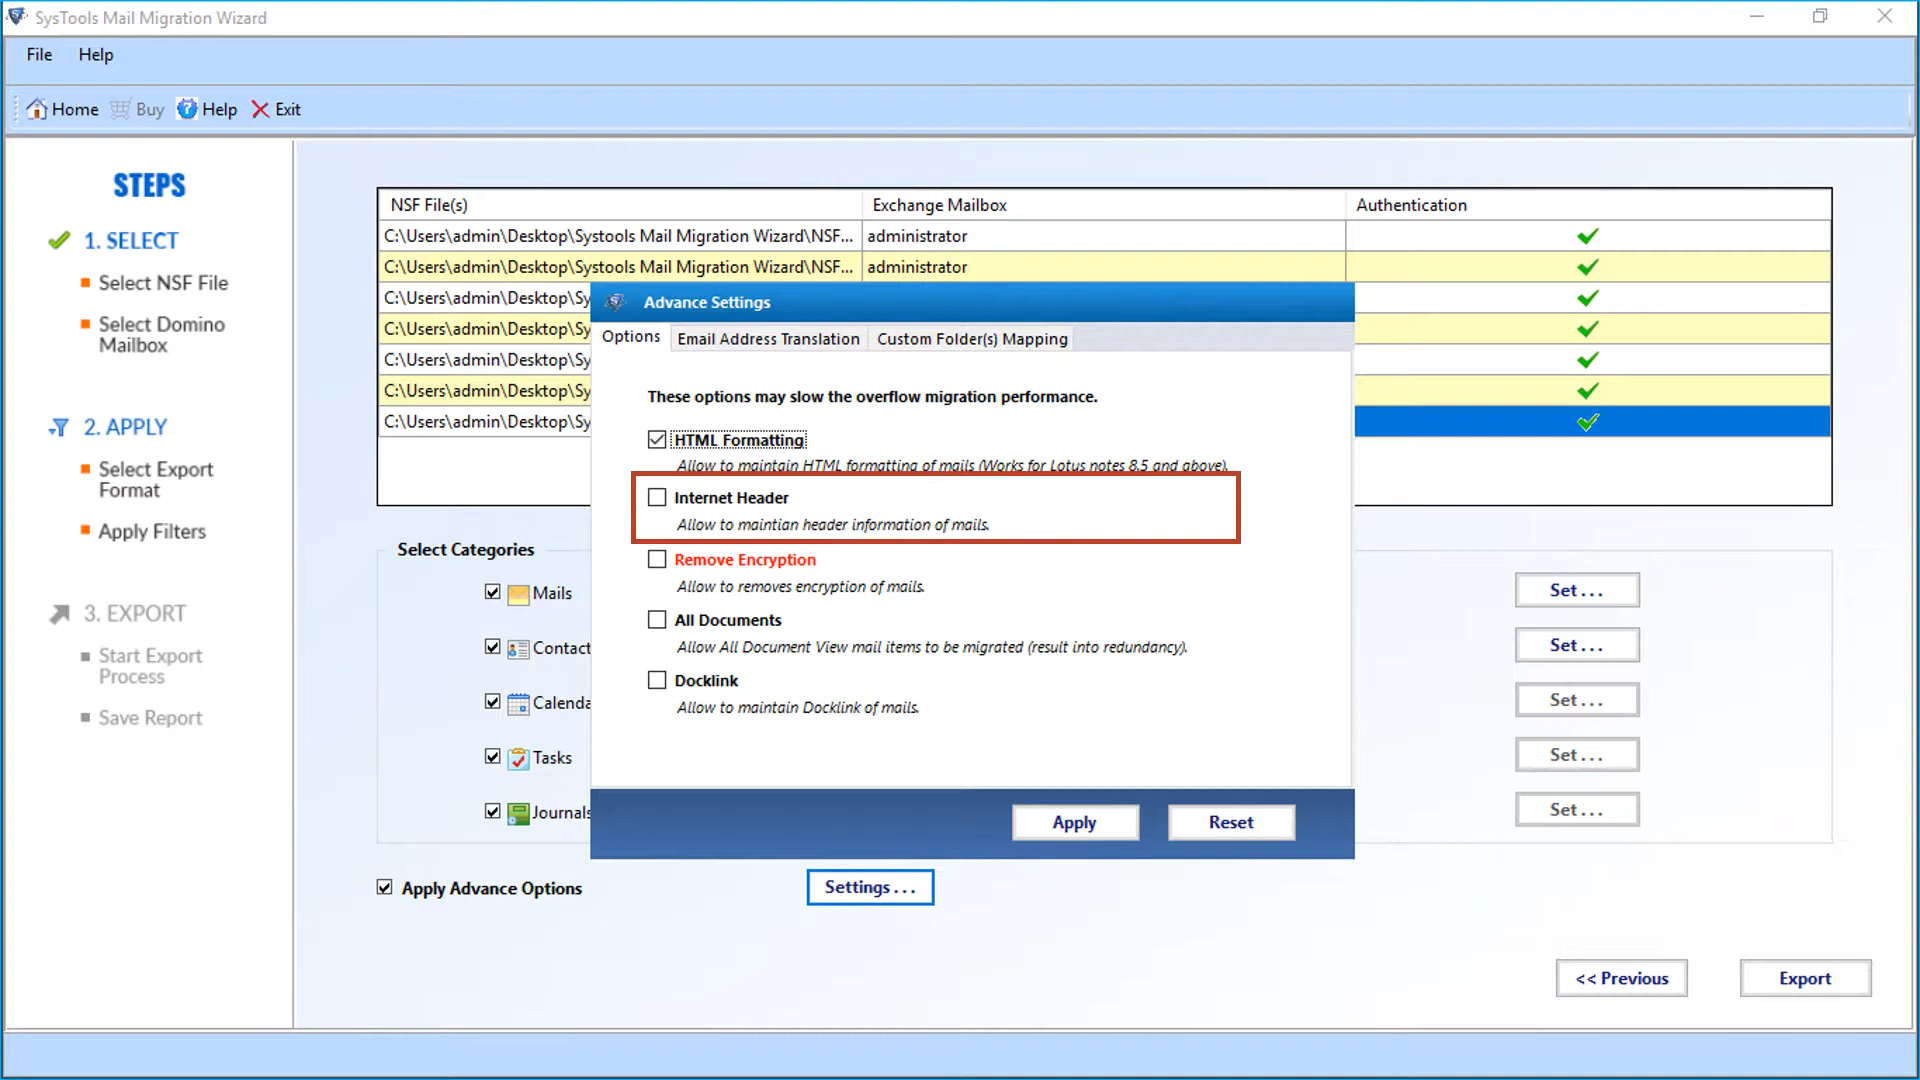 SysTools Mail Migration Wizard
File Help
Home Buy Help Exit
STEPS
1. SELECT
Select NSF File
Select Domino
Mailbox
2. APPLY
Select Export
Format
Apply Filters
3. EXPORT
Start Export
Process
Save Report
NSF File(s) Exchange Mailbox Authentication
C:\Users\admin\Desktop\Systools Mail Migration Wizard\NSF... administrator
C:\Users\admin\Desktop\Systools Mail Migration Wizard\NSF... administrator
C:\Users\admin\Desktop\Sy
C:\Users\admin\Desktop\Sy
C:\Users\admin\Desktop\Sy
C:\Users\admin\Desktop\Sy
C:\Users\admin\Desktop\Sy
Advance Settings
Options Email Address Translation Custom Folder(s) Mapping
These options may slow the overflow migration performance.
HTML Formatting
Allow to maintain HTML formatting of mails (Works for Lotus notes 8.5 and above).
Internet Header
Allow to maintian header information of mails.
Remove Encryption
Allow to removes encryption of mails.
All Documents
Allow All Document View mail items to be migrated (result into redundancy).
Docklink
Allow to maintain Docklink of mails.
Apply Reset
Select Categories
Mails Set . . .
Contact Set . . .
Calenda Set . . .
Tasks Set . . .
Journals Set . . .
Apply Advance Options Settings . . .
<< Previous Export